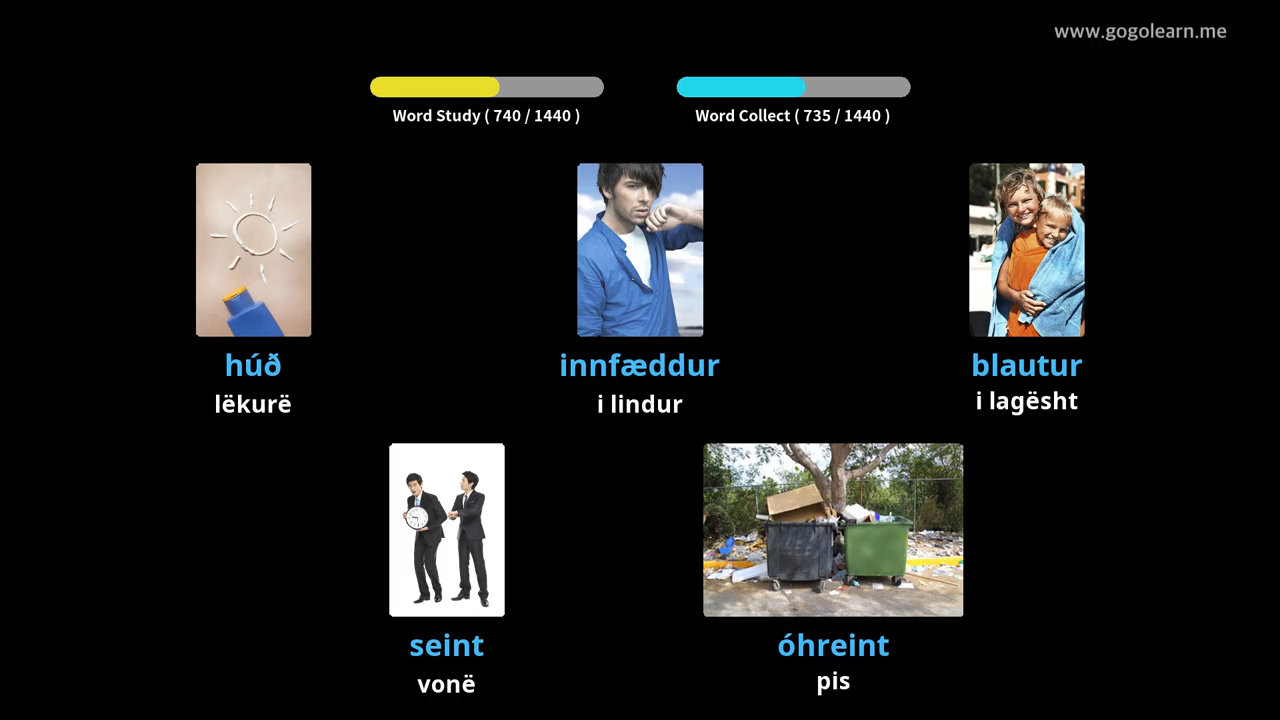 www.gogolearn.me
Word Study ( 740 / 1440 )
Word Collect ( 735 / 1440 )
húð
lëkurë
innfæddur
i lindur
blautur
i lagësht
seint
vonë
óhreint
pis